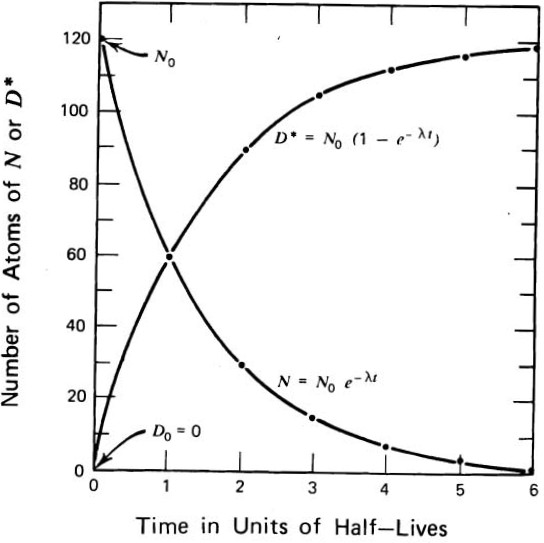 120
100
80
60
40
20
0
Number of Atoms of N or D*
N₀
D* = N₀ (1 − e^−λt)
N = N₀ e^−λt
D₀ = 0
0 1 2 3 4 5 6
Time in Units of Half–Lives